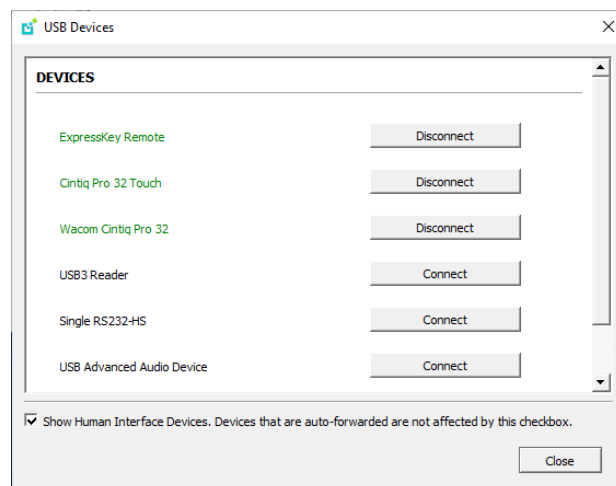 USB Devices
DEVICES
ExpressKey Remote Disconnect
Cintiq Pro 32 Touch Disconnect
Wacom Cintiq Pro 32 Disconnect
USB3 Reader Connect
Single RS232-HS Connect
USB Advanced Audio Device Connect
Show Human Interface Devices. Devices that are auto-forwarded are not affected by this checkbox.
Close